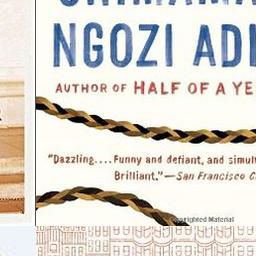 NGOZI ADI
AUTHOR OF HALF OF A YE
"Dazzling.... Funny and defiant, and simult
Brilliant."—San Francisco C
Copyrighted Material